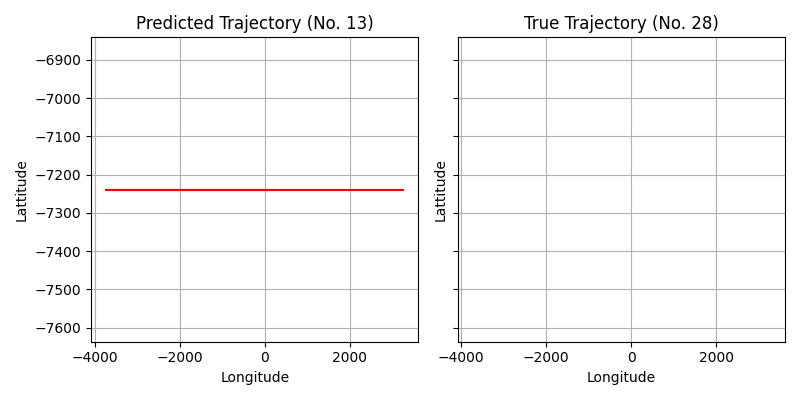 Predicted Trajectory (No. 13)
True Trajectory (No. 28)
−6900
−7000
−7100
−7200
−7300
−7400
−7500
−7600
Lattitude
Lattitude
−4000 −2000 0 2000
−4000 −2000 0 2000
Longitude
Longitude